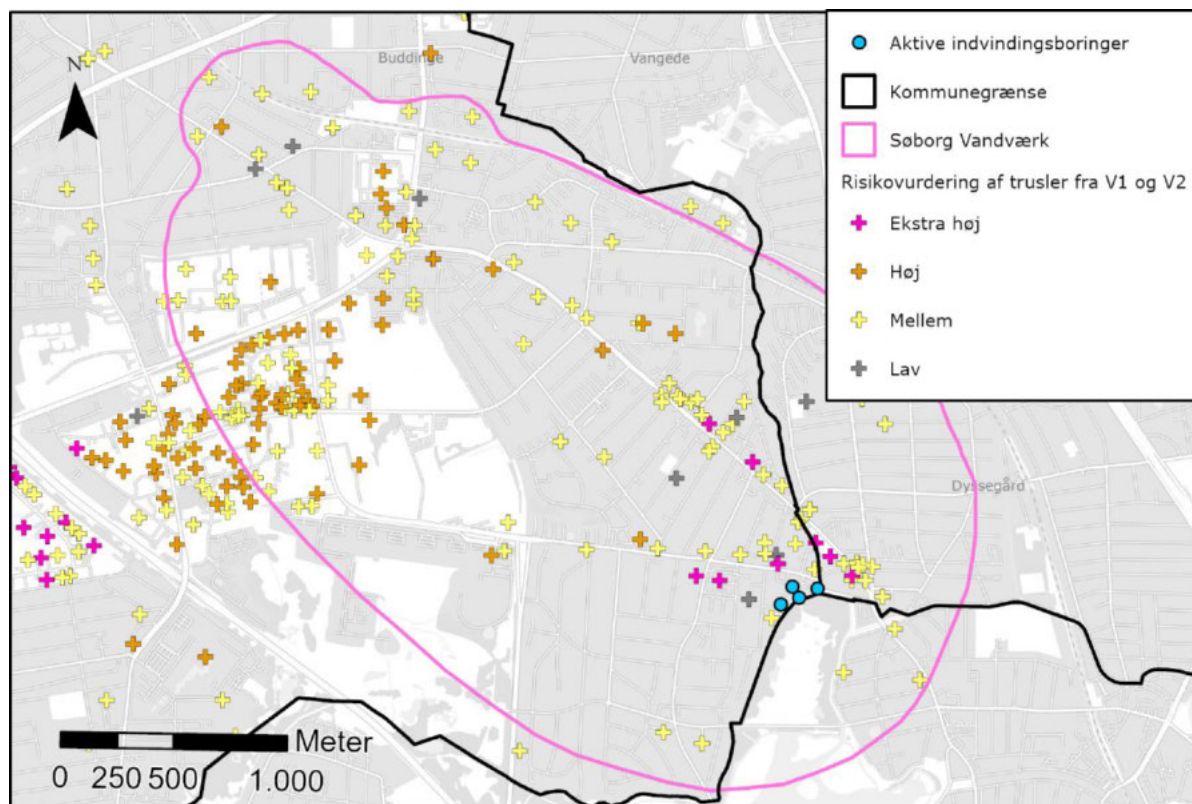 Buddinge
Vangede
N
Dyssegård
Meter
0 250 500 1.000
Aktive indvindingsboringer
Kommunegrænse
Søborg Vandværk
Risikovurdering af trusler fra V1 og V2
Ekstra høj
Høj
Mellem
Lav